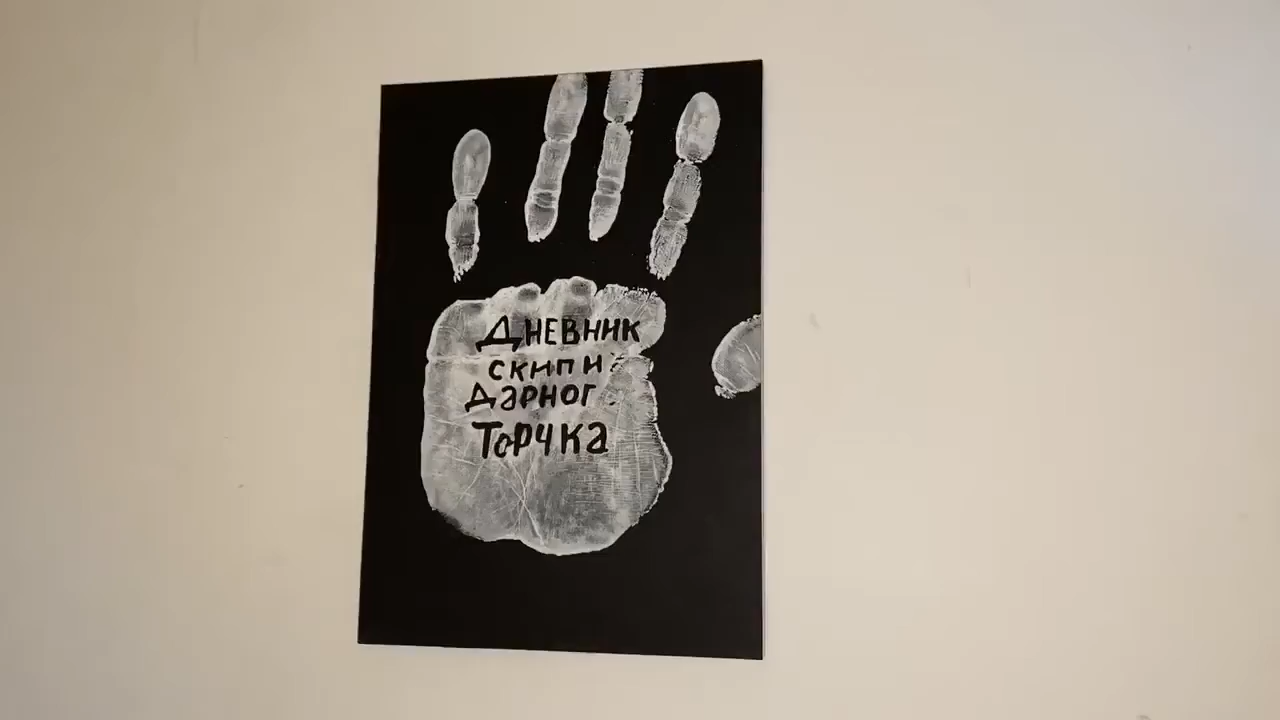 Дневник
скипи
дарног
торчка